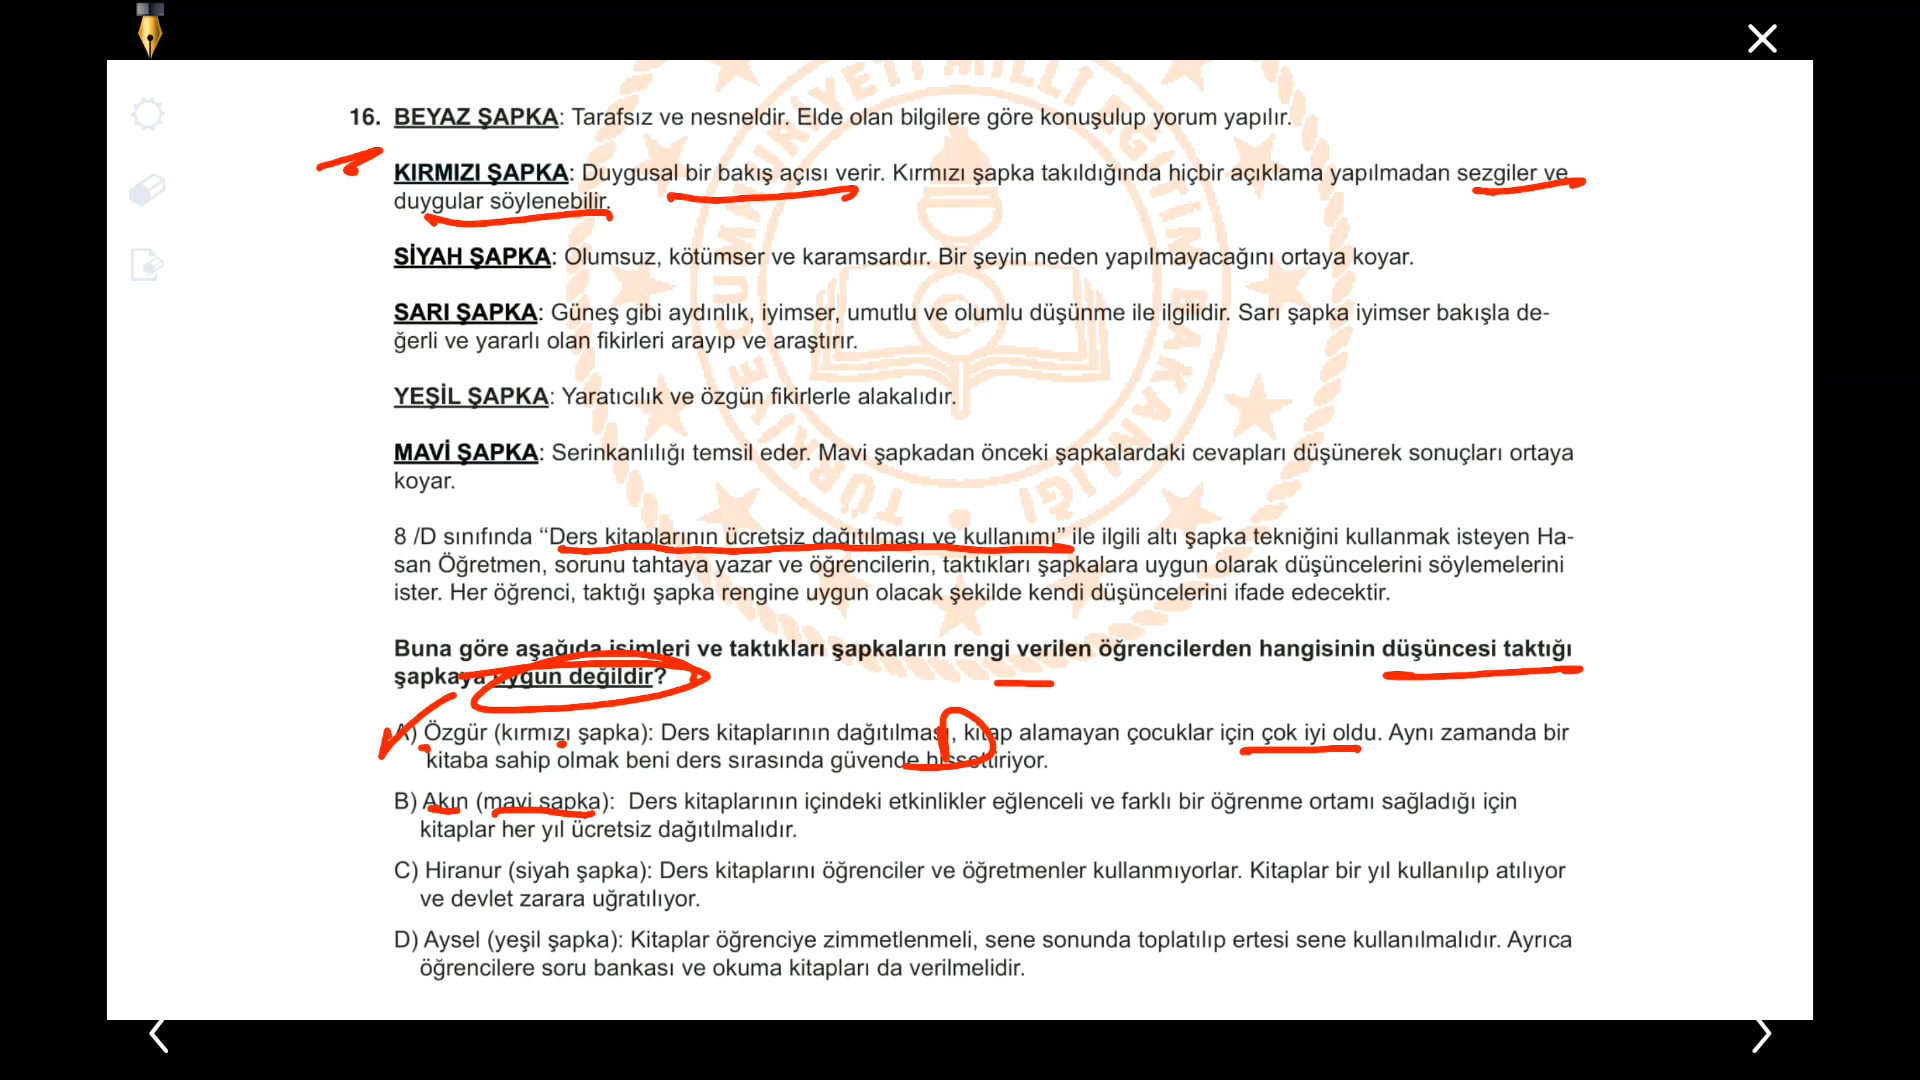 TÜRKİYE CUMHURİYETİ MİLLÎ EĞİTİM BAKANLIĞI
16. BEYAZ ŞAPKA: Tarafsız ve nesneldir. Elde olan bilgilere göre konuşulup yorum yapılır.
KIRMIZI ŞAPKA: Duygusal bir bakış açısı verir. Kırmızı şapka takıldığında hiçbir açıklama yapılmadan sezgiler ve
duygular söylenebilir.
SİYAH ŞAPKA: Olumsuz, kötümser ve karamsardır. Bir şeyin neden yapılmayacağını ortaya koyar.
SARI ŞAPKA: Güneş gibi aydınlık, iyimser, umutlu ve olumlu düşünme ile ilgilidir. Sarı şapka iyimser bakışla de-
ğerli ve yararlı olan fikirleri arayıp ve araştırır.
YEŞİL ŞAPKA: Yaratıcılık ve özgün fikirlerle alakalıdır.
MAVİ ŞAPKA: Serinkanlılığı temsil eder. Mavi şapkadan önceki şapkalardaki cevapları düşünerek sonuçları ortaya
koyar.
8 /D sınıfında ‘‘Ders kitaplarının ücretsiz dağıtılması ve kullanımı’’ ile ilgili altı şapka tekniğini kullanmak isteyen Ha-
san Öğretmen, sorunu tahtaya yazar ve öğrencilerin, taktıkları şapkalara uygun olarak düşüncelerini söylemelerini
ister. Her öğrenci, taktığı şapka rengine uygun olacak şekilde kendi düşüncelerini ifade edecektir.
Buna göre aşağıda isimleri ve taktıkları şapkaların rengi verilen öğrencilerden hangisinin düşüncesi taktığı
şapkaya uygun değildir?
A) Özgür (kırmızı şapka): Ders kitaplarının dağıtılması, kitap alamayan çocuklar için çok iyi oldu. Aynı zamanda bir
kitaba sahip olmak beni ders sırasında güvende hissettiriyor.
D
B) Akın (mavi şapka): Ders kitaplarının içindeki etkinlikler eğlenceli ve farklı bir öğrenme ortamı sağladığı için
kitaplar her yıl ücretsiz dağıtılmalıdır.
C) Hiranur (siyah şapka): Ders kitaplarını öğrenciler ve öğretmenler kullanmıyorlar. Kitaplar bir yıl kullanılıp atılıyor
ve devlet zarara uğratılıyor.
D) Aysel (yeşil şapka): Kitaplar öğrenciye zimmetlenmeli, sene sonunda toplatılıp ertesi sene kullanılmalıdır. Ayrıca
öğrencilere soru bankası ve okuma kitapları da verilmelidir.